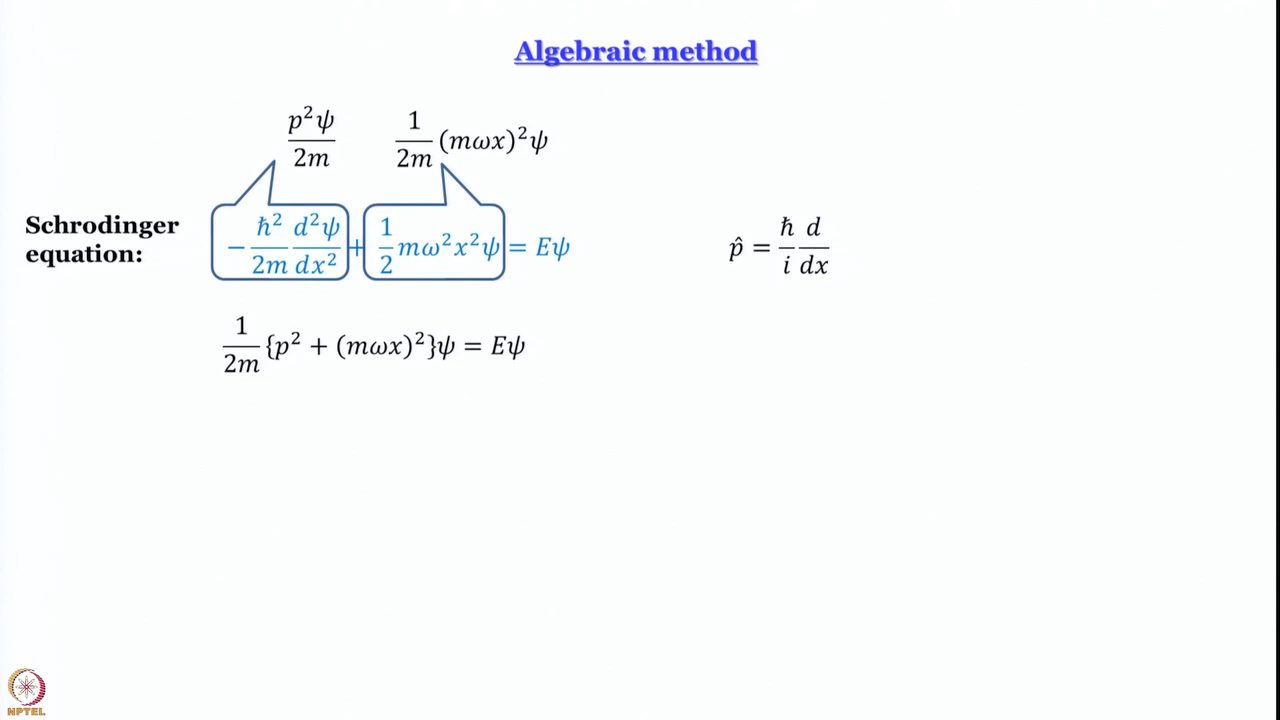 Algebraic method
p²ψ/2m    1/2m (mωx)²ψ
Schrodinger equation: −ħ²/2m d²ψ/dx² + 1/2 mω²x²ψ = Eψ    p̂ = ħ/i d/dx
1/2m {p² + (mωx)²}ψ = Eψ
NPTEL